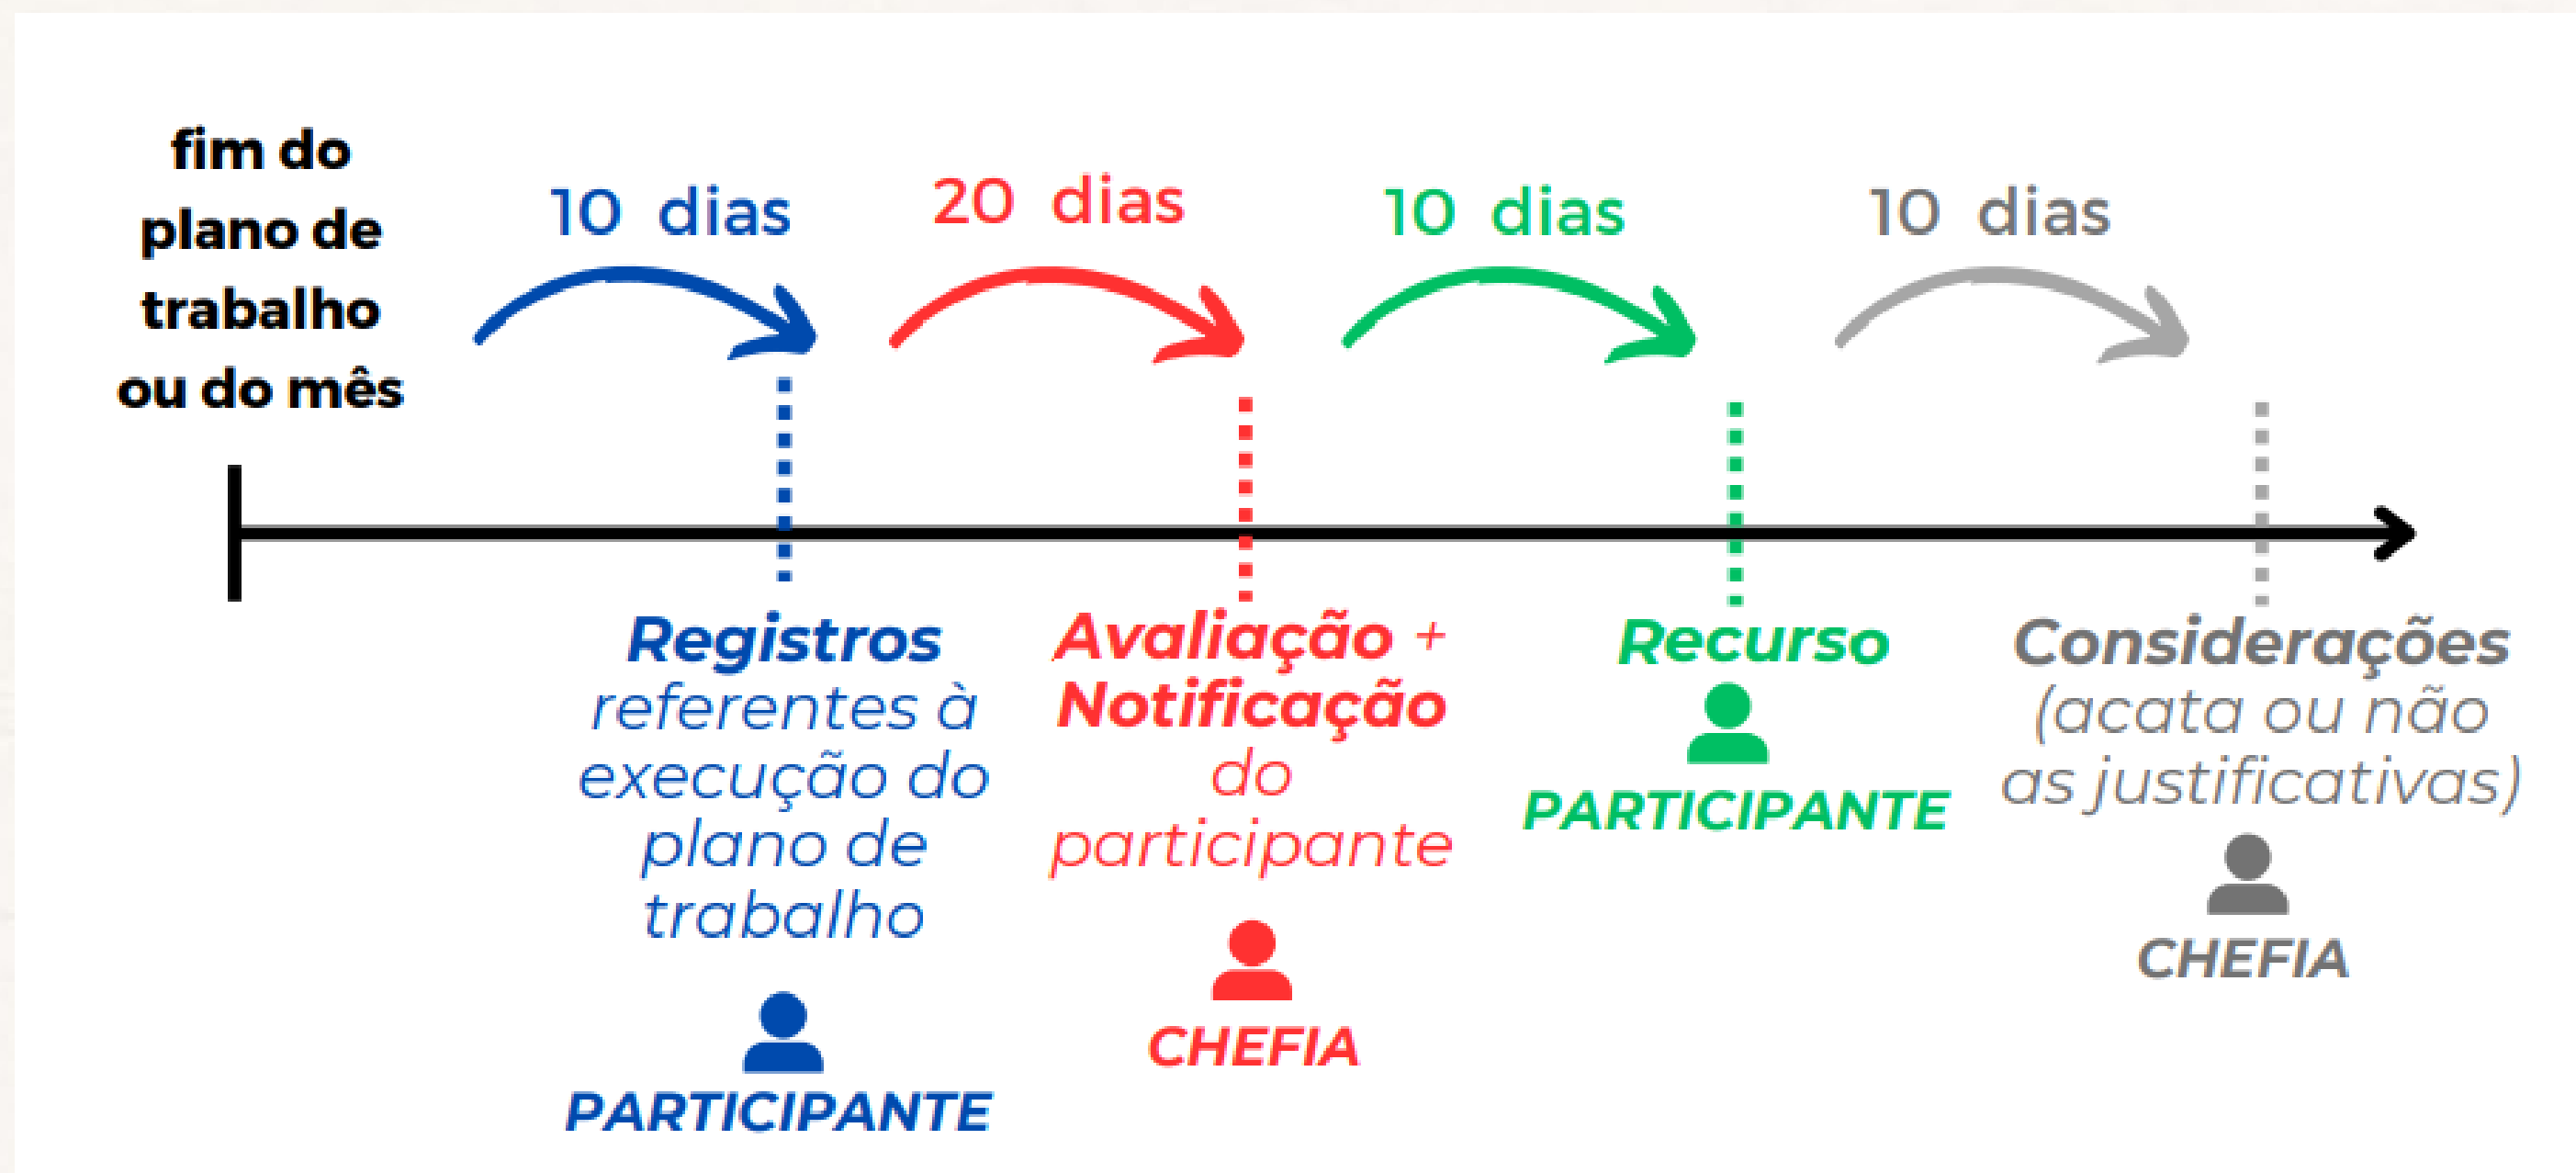 fim do
plano de
trabalho
ou do mês
10 dias
20 dias
10 dias
10 dias
Registros
referentes à
execução do
plano de
trabalho
PARTICIPANTE
Avaliação +
Notificação
do
participante
CHEFIA
Recurso
PARTICIPANTE
Considerações
(acata ou não
as justificativas)
CHEFIA